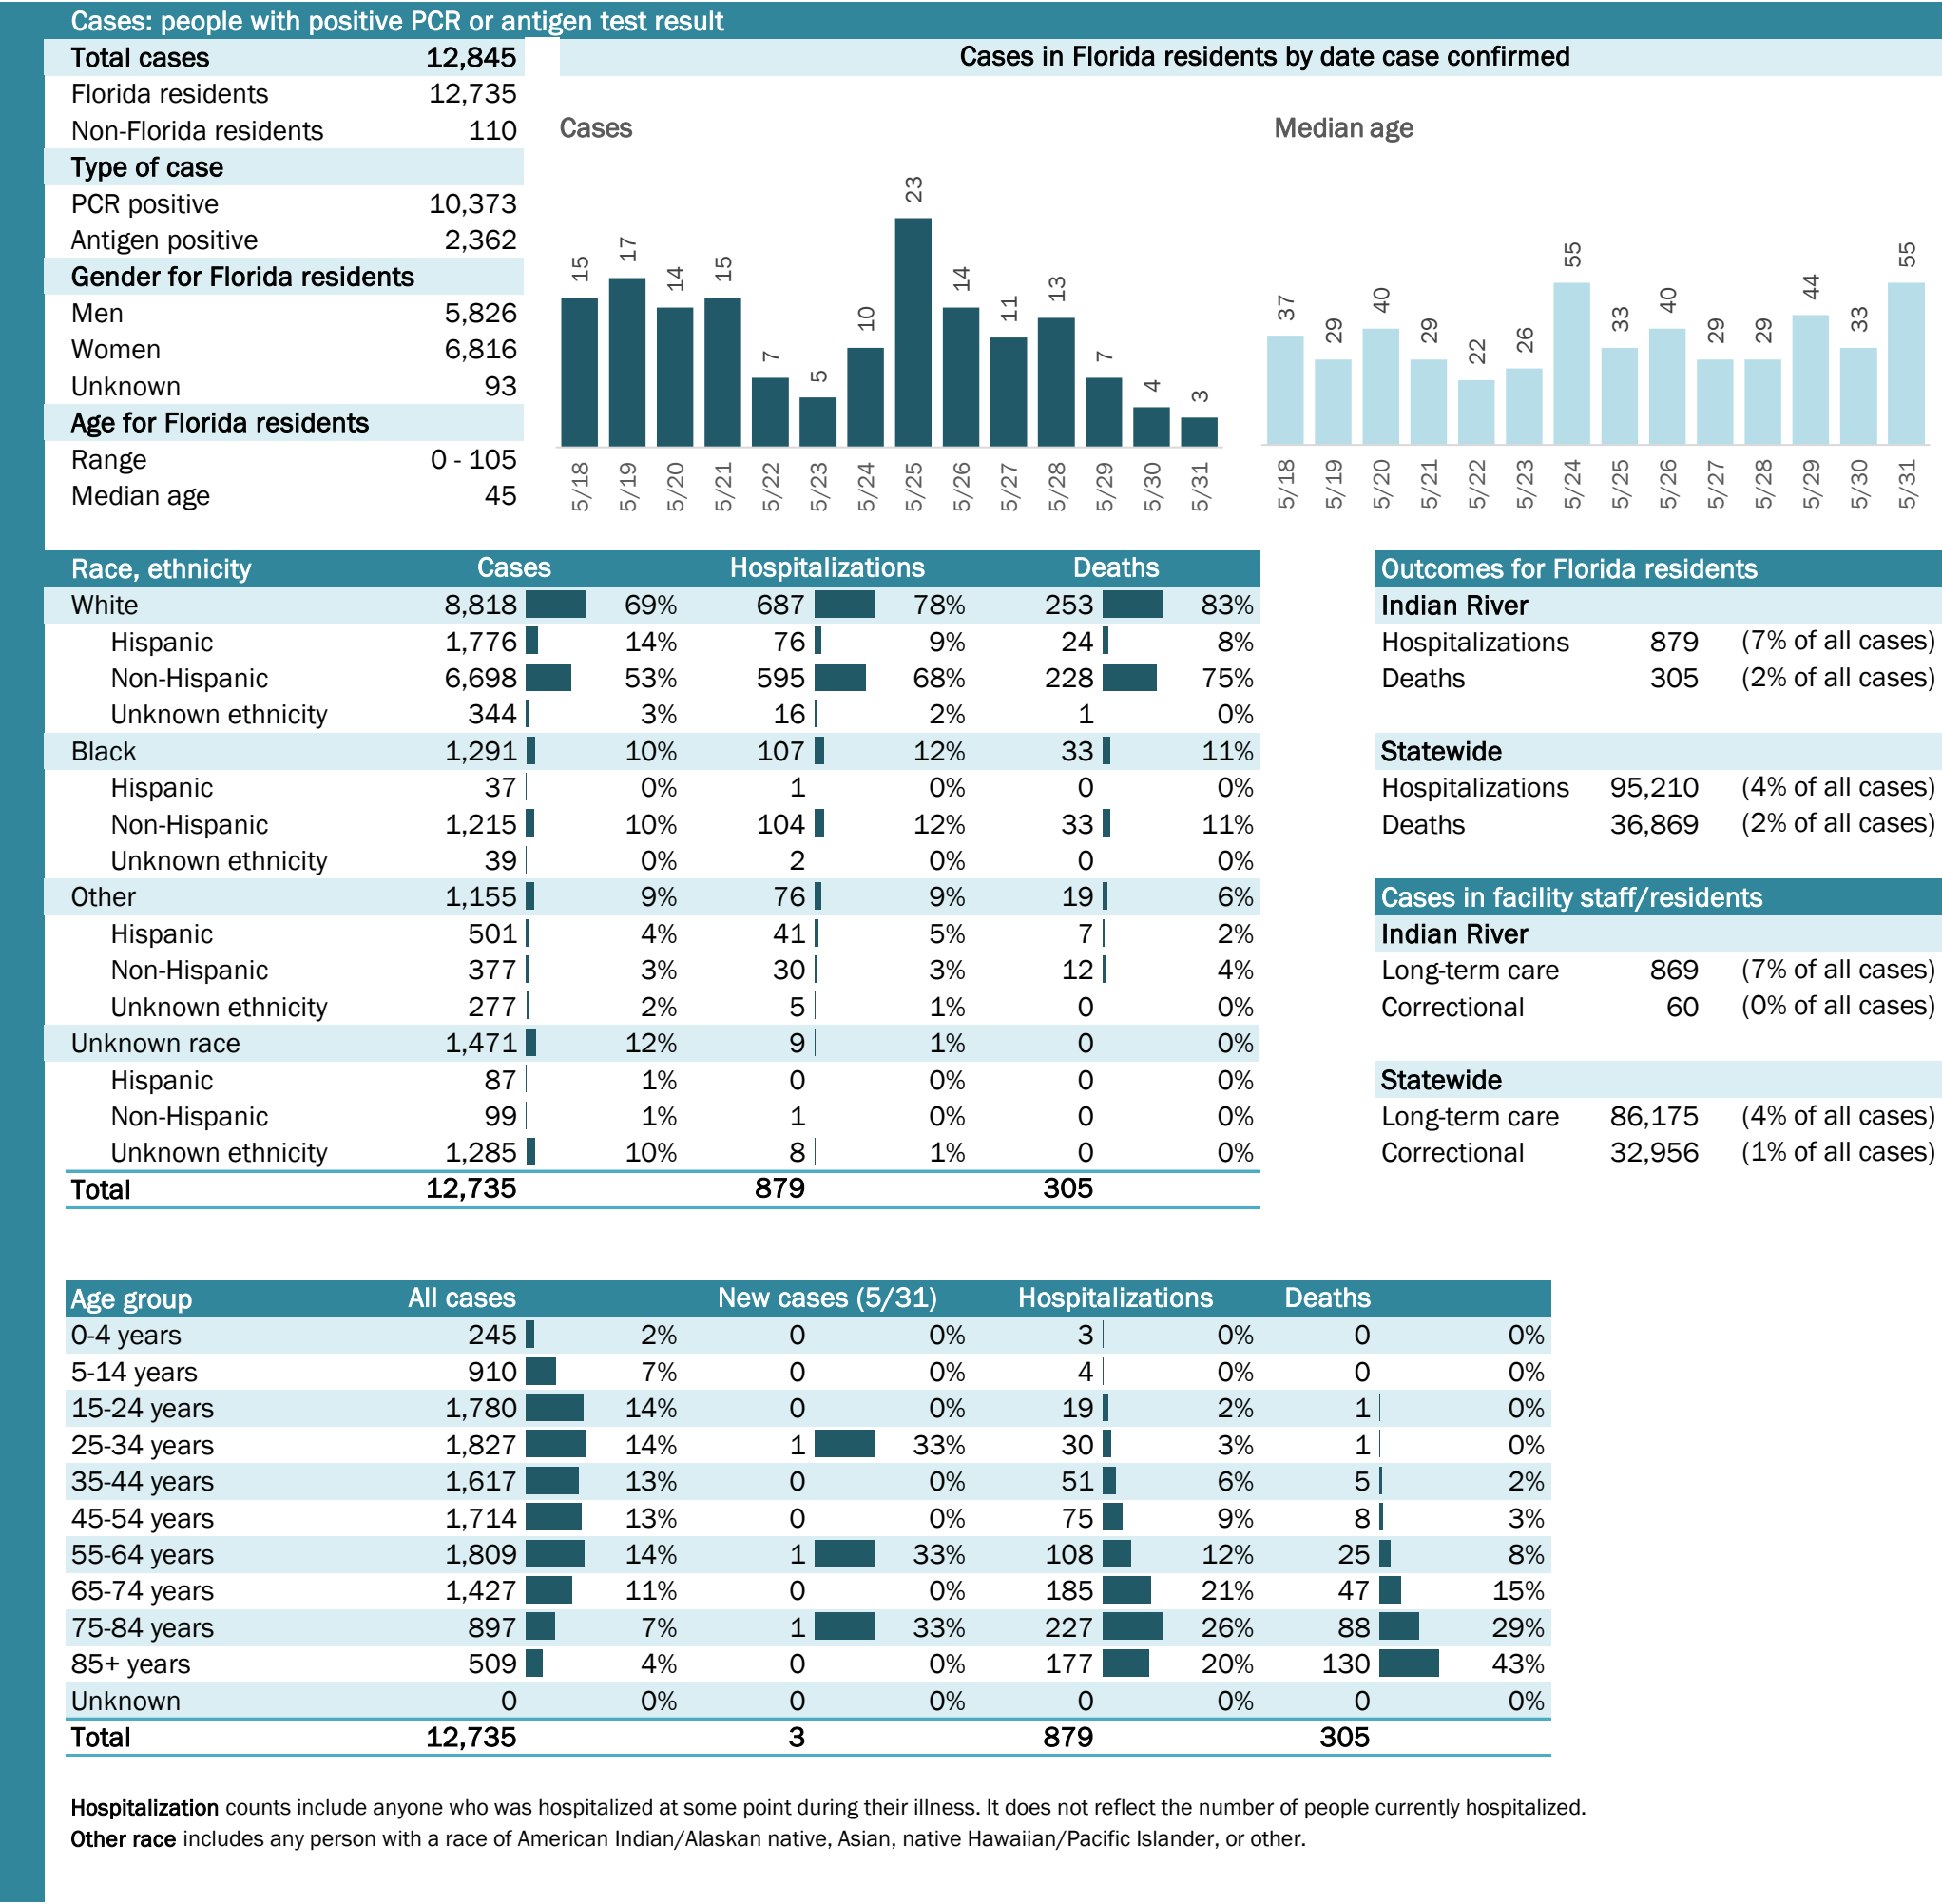 Cases: people with positive PCR or antigen test result
Total cases 12,845
Florida residents 12,735
Non-Florida residents 110
Type of case
PCR positive 10,373
Antigen positive 2,362
Gender for Florida residents
Men 5,826
Women 6,816
Unknown 93
Age for Florida residents
Range 0 - 105
Median age 45
Cases in Florida residents by date case confirmed
Cases
15 17 14 15 7 5 10 23 14 11 13 7 4 3
5/18 5/19 5/20 5/21 5/22 5/23 5/24 5/25 5/26 5/27 5/28 5/29 5/30 5/31
Median age
37 29 40 29 22 26 55 33 40 29 29 44 33 55
5/18 5/19 5/20 5/21 5/22 5/23 5/24 5/25 5/26 5/27 5/28 5/29 5/30 5/31
Race, ethnicity Cases Hospitalizations Deaths
White 8,818 69% 687 78% 253 83%
Hispanic 1,776 14% 76 9% 24 8%
Non-Hispanic 6,698 53% 595 68% 228 75%
Unknown ethnicity 344 3% 16 2% 1 0%
Black 1,291 10% 107 12% 33 11%
Hispanic 37 0% 1 0% 0 0%
Non-Hispanic 1,215 10% 104 12% 33 11%
Unknown ethnicity 39 0% 2 0% 0 0%
Other 1,155 9% 76 9% 19 6%
Hispanic 501 4% 41 5% 7 2%
Non-Hispanic 377 3% 30 3% 12 4%
Unknown ethnicity 277 2% 5 1% 0 0%
Unknown race 1,471 12% 9 1% 0 0%
Hispanic 87 1% 0 0% 0 0%
Non-Hispanic 99 1% 1 0% 0 0%
Unknown ethnicity 1,285 10% 8 1% 0 0%
Total 12,735 879 305
Outcomes for Florida residents
Indian River
Hospitalizations 879 (7% of all cases)
Deaths 305 (2% of all cases)
Statewide
Hospitalizations 95,210 (4% of all cases)
Deaths 36,869 (2% of all cases)
Cases in facility staff/residents
Indian River
Long-term care 869 (7% of all cases)
Correctional 60 (0% of all cases)
Statewide
Long-term care 86,175 (4% of all cases)
Correctional 32,956 (1% of all cases)
Age group All cases New cases (5/31) Hospitalizations Deaths
0-4 years 245 2% 0 0% 3 0% 0 0%
5-14 years 910 7% 0 0% 4 0% 0 0%
15-24 years 1,780 14% 0 0% 19 2% 1 0%
25-34 years 1,827 14% 1 33% 30 3% 1 0%
35-44 years 1,617 13% 0 0% 51 6% 5 2%
45-54 years 1,714 13% 0 0% 75 9% 8 3%
55-64 years 1,809 14% 1 33% 108 12% 25 8%
65-74 years 1,427 11% 0 0% 185 21% 47 15%
75-84 years 897 7% 1 33% 227 26% 88 29%
85+ years 509 4% 0 0% 177 20% 130 43%
Unknown 0 0% 0 0% 0 0% 0 0%
Total 12,735 3 879 305
Hospitalization counts include anyone who was hospitalized at some point during their illness. It does not reflect the number of people currently hospitalized.
Other race includes any person with a race of American Indian/Alaskan native, Asian, native Hawaiian/Pacific Islander, or other.